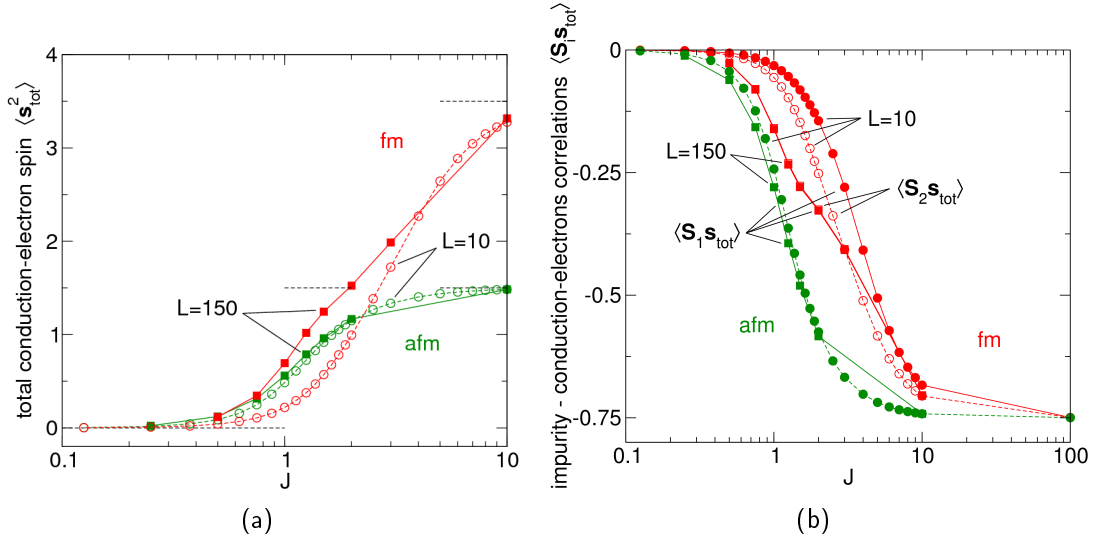 total conduction-electron spin ⟨s²tot⟩
4
3
2
1
0
0.1
1
10
J
fm
L=10
L=150
afm
(a)
impurity - conduction-electrons correlations ⟨Sᵢstot⟩
0
-0.25
-0.5
-0.75
0.1
1
10
100
J
L=10
L=150
⟨S₂stot⟩
⟨S₁stot⟩
afm
fm
(b)